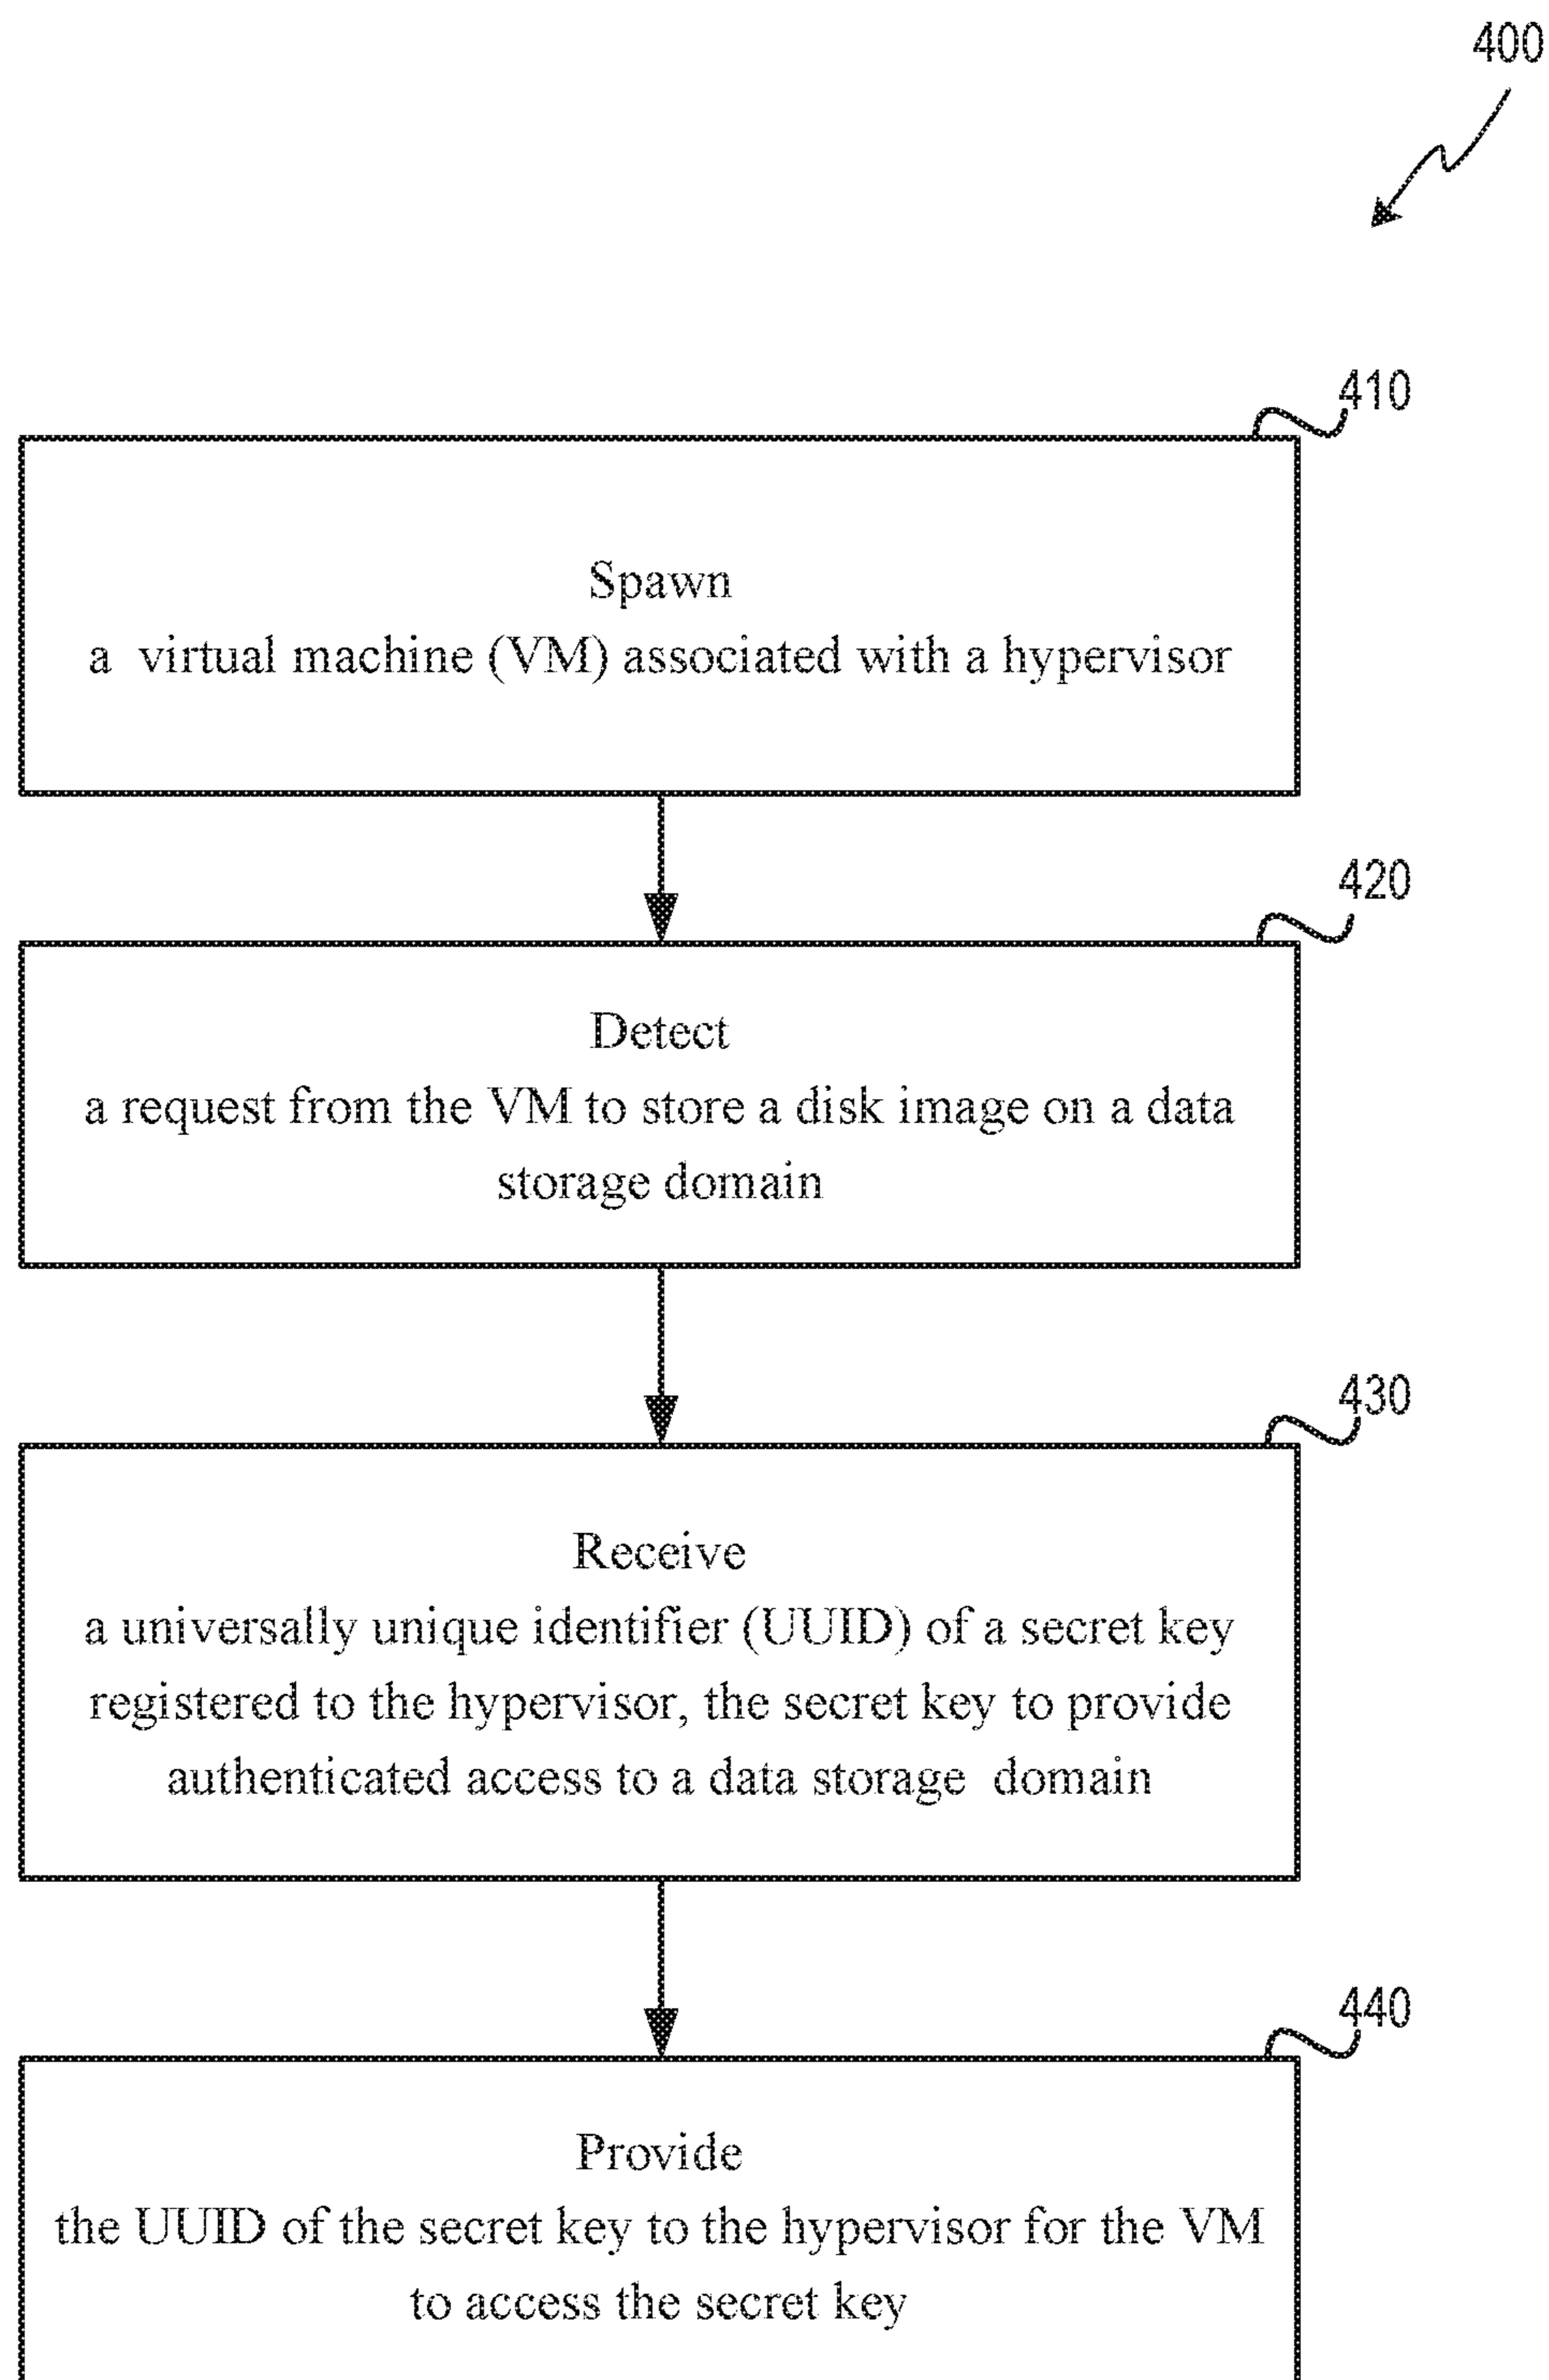 400
410
Spawn
a virtual machine (VM) associated with a hypervisor
420
Detect
a request from the VM to store a disk image on a data
storage domain
430
Receive
a universally unique identifier (UUID) of a secret key
registered to the hypervisor, the secret key to provide
authenticated access to a data storage domain
440
Provide
the UUID of the secret key to the hypervisor for the VM
to access the secret key